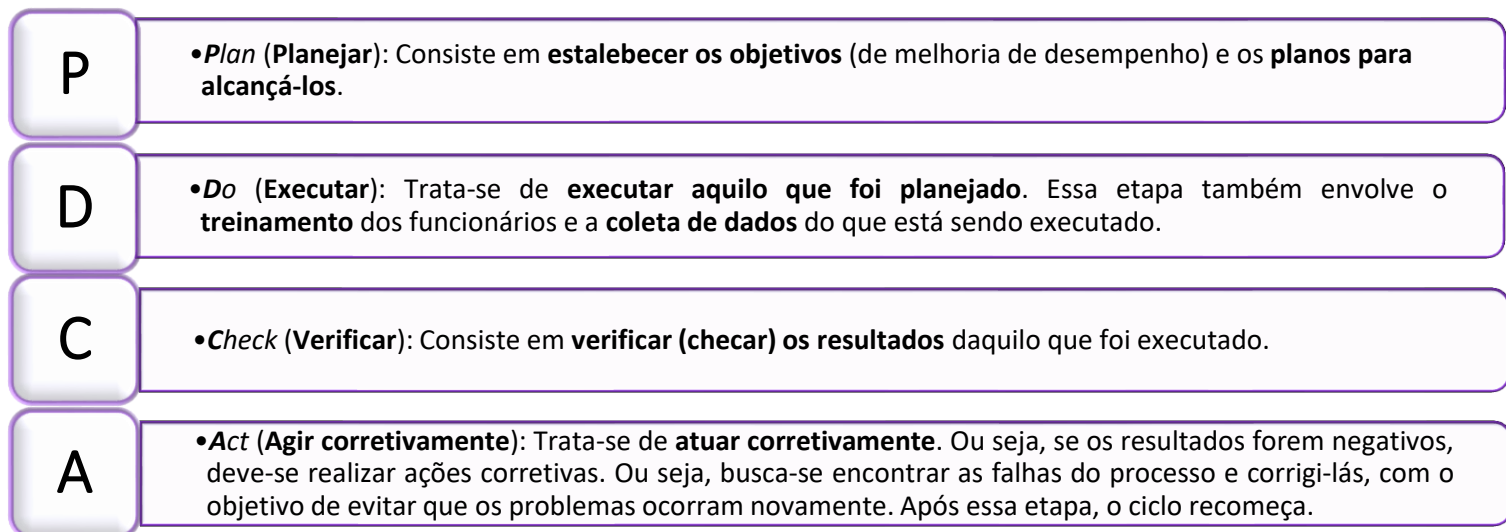 P
•Plan (Planejar): Consiste em estalebecer os objetivos (de melhoria de desempenho) e os planos para
alcançá-los.
D
•Do (Executar): Trata-se de executar aquilo que foi planejado. Essa etapa também envolve o
treinamento dos funcionários e a coleta de dados do que está sendo executado.
C
•Check (Verificar): Consiste em verificar (checar) os resultados daquilo que foi executado.
A
•Act (Agir corretivamente): Trata-se de atuar corretivamente. Ou seja, se os resultados forem negativos,
deve-se realizar ações corretivas. Ou seja, busca-se encontrar as falhas do processo e corrigi-lás, com o
objetivo de evitar que os problemas ocorram novamente. Após essa etapa, o ciclo recomeça.